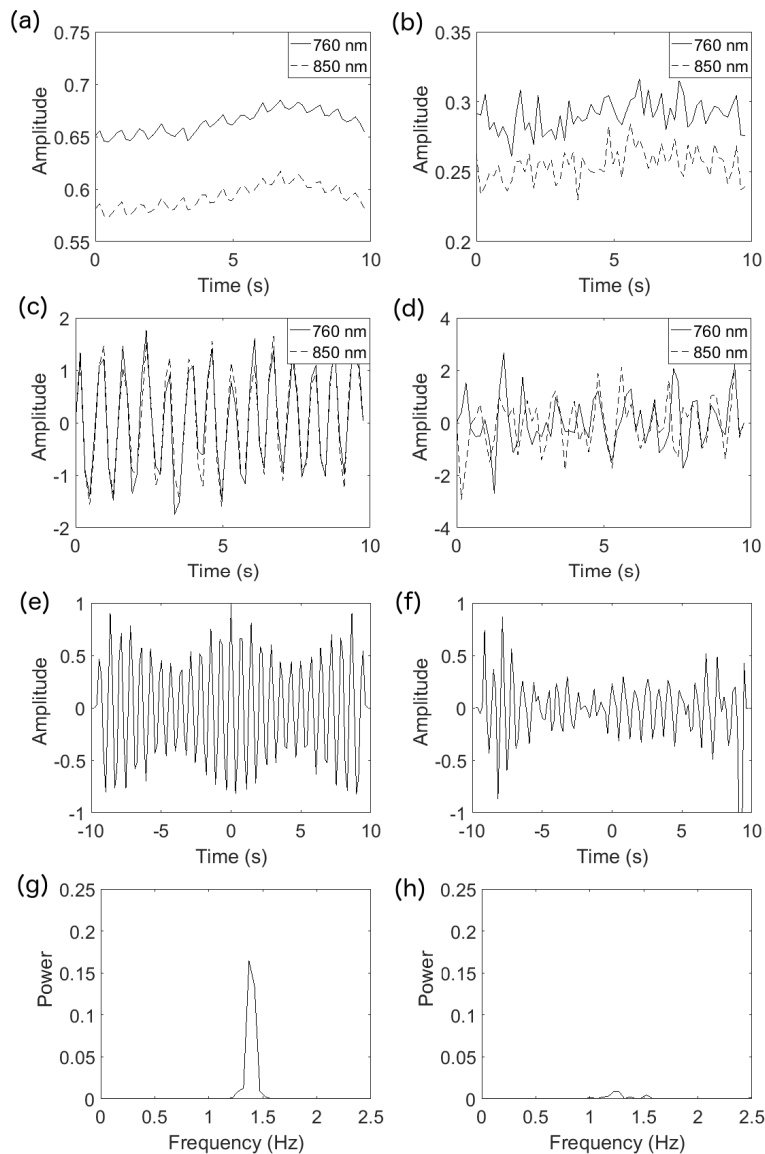 (a)
0.75
0.7
0.65
0.6
0.55
Amplitude
760 nm
850 nm
0
5
10
Time (s)
(b)
0.35
0.3
0.25
0.2
Amplitude
760 nm
850 nm
0
5
10
Time (s)
(c)
2
1
0
-1
-2
Amplitude
760 nm
850 nm
0
5
10
Time (s)
(d)
4
2
0
-2
-4
Amplitude
760 nm
850 nm
0
5
10
Time (s)
(e)
1
0.5
0
-0.5
-1
Amplitude
-10
-5
0
5
10
Time (s)
(f)
1
0.5
0
-0.5
-1
Amplitude
-10
-5
0
5
10
Time (s)
(g)
0.25
0.2
0.15
0.1
0.05
0
Power
0
0.5
1
1.5
2
2.5
Frequency (Hz)
(h)
0.25
0.2
0.15
0.1
0.05
0
Power
0
0.5
1
1.5
2
2.5
Frequency (Hz)